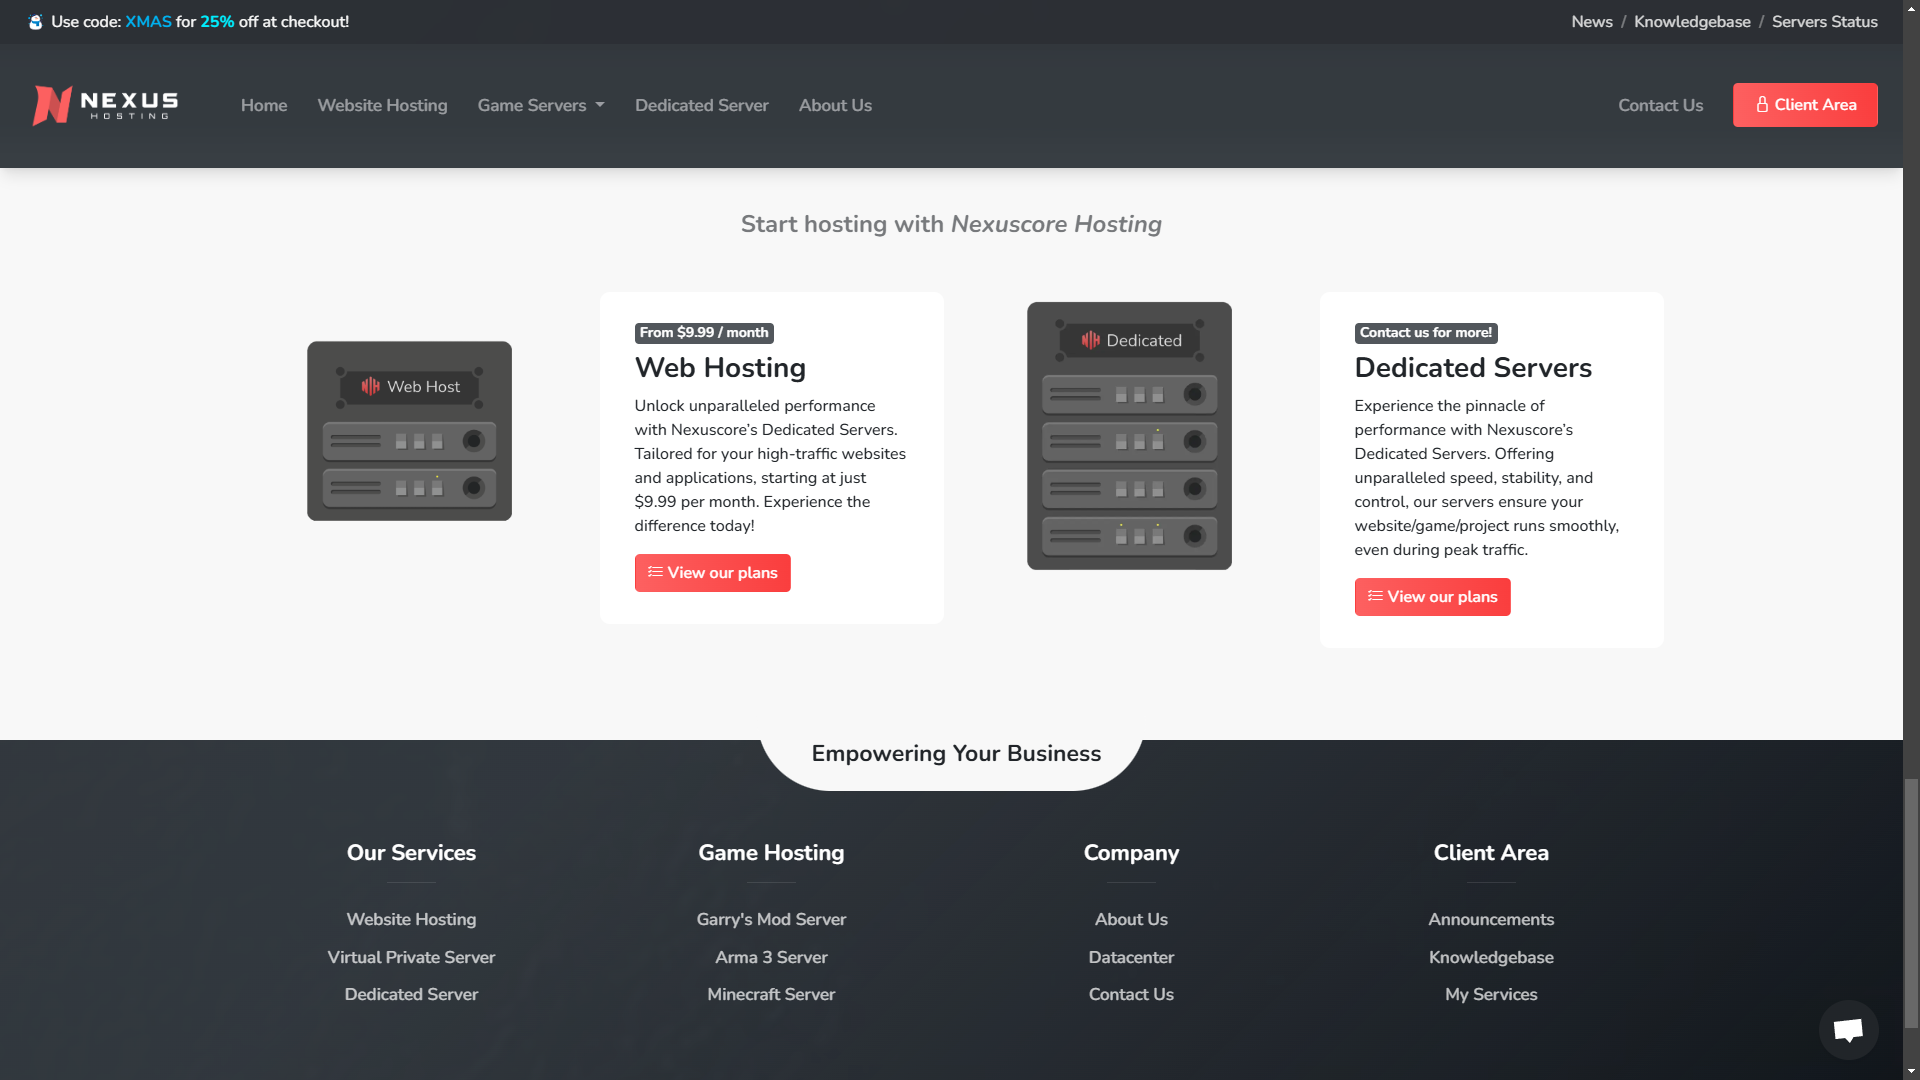 Use code: XMAS for 25% off at checkout!
News / Knowledgebase / Servers Status
NEXUS
HOSTING
Home
Website Hosting
Game Servers
Dedicated Server
About Us
Contact Us
Client Area
Start hosting with Nexuscore Hosting
Web Host
From $9.99 / month
Web Hosting
Unlock unparalleled performance
with Nexuscore’s Dedicated Servers.
Tailored for your high-traffic websites
and applications, starting at just
$9.99 per month. Experience the
difference today!
View our plans
Dedicated
Contact us for more!
Dedicated Servers
Experience the pinnacle of
performance with Nexuscore’s
Dedicated Servers. Offering
unparalleled speed, stability, and
control, our servers ensure your
website/game/project runs smoothly,
even during peak traffic.
View our plans
Empowering Your Business
Our Services
Website Hosting
Virtual Private Server
Dedicated Server
Game Hosting
Garry's Mod Server
Arma 3 Server
Minecraft Server
Company
About Us
Datacenter
Contact Us
Client Area
Announcements
Knowledgebase
My Services